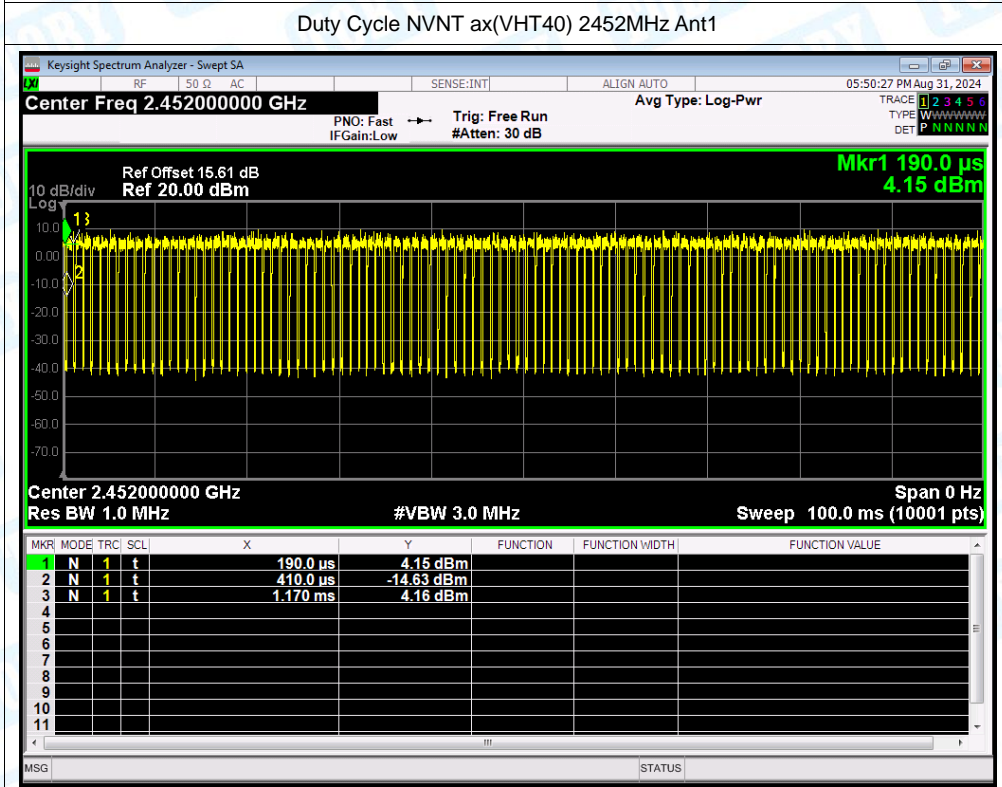 Duty Cycle NVNT ax(VHT40) 2452MHz Ant1
Keysight Spectrum Analyzer - Swept SA
LXI RF 50 Ω AC SENSE:INT ALIGN AUTO 05:50:27 PM Aug 31, 2024
Center Freq 2.452000000 GHz Avg Type: Log-Pwr TRACE 1 2 3 4 5 6
PNO: Fast Trig: Free Run TYPE W
IFGain:Low #Atten: 30 dB DET P N N N N N
Mkr1 190.0 µs
Ref Offset 15.61 dB
10 dB/div Ref 20.00 dBm 4.15 dBm
Log
1 3
10.0
0.00
2
-10.0
-20.0
-30.0
-40.0
-50.0
-60.0
-70.0
Center 2.452000000 GHz Span 0 Hz
Res BW 1.0 MHz #VBW 3.0 MHz Sweep 100.0 ms (10001 pts)
MKR MODE TRC SCL X Y FUNCTION FUNCTION WIDTH FUNCTION VALUE
1 N 1 t 190.0 µs 4.15 dBm
2 N 1 t 410.0 µs -14.63 dBm
3 N 1 t 1.170 ms 4.16 dBm
4
5
6
7
8
9
10
11
MSG STATUS